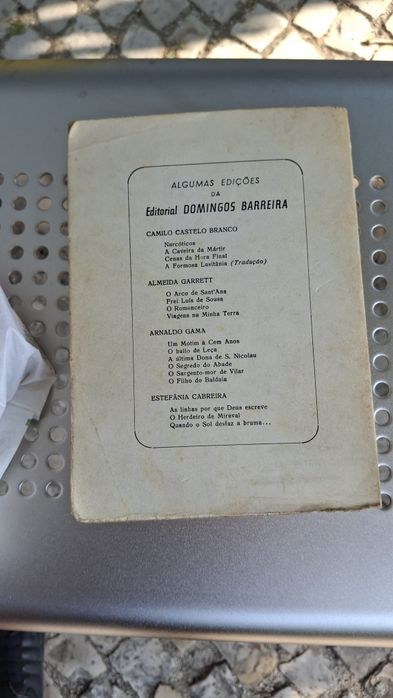 ALGUMAS EDIÇÕES
DA
Editorial DOMINGOS BARREIRA
CAMILO CASTELO BRANCO
Narcóticos
A Caveira da Mártir
Cenas da Hora Final
A Formosa Lusitânia (Tradução)
ALMEIDA GARRETT
O Arco de Sant'Ana
Frei Luís de Sousa
O Romanceiro
Viagens na Minha Terra
ARNALDO GAMA
Um Motim à Cem Anos
O bailo de Leça
A última Dona de S. Nicolau
O Segredo do Abade
O Sargento-mor de Vilar
O Filho do Baldaia
ESTEFÂNIA CABREIRA
As linhas por que Deus escreve
O Herdeiro de Miraval
Quando o Sol desfaz a bruma...